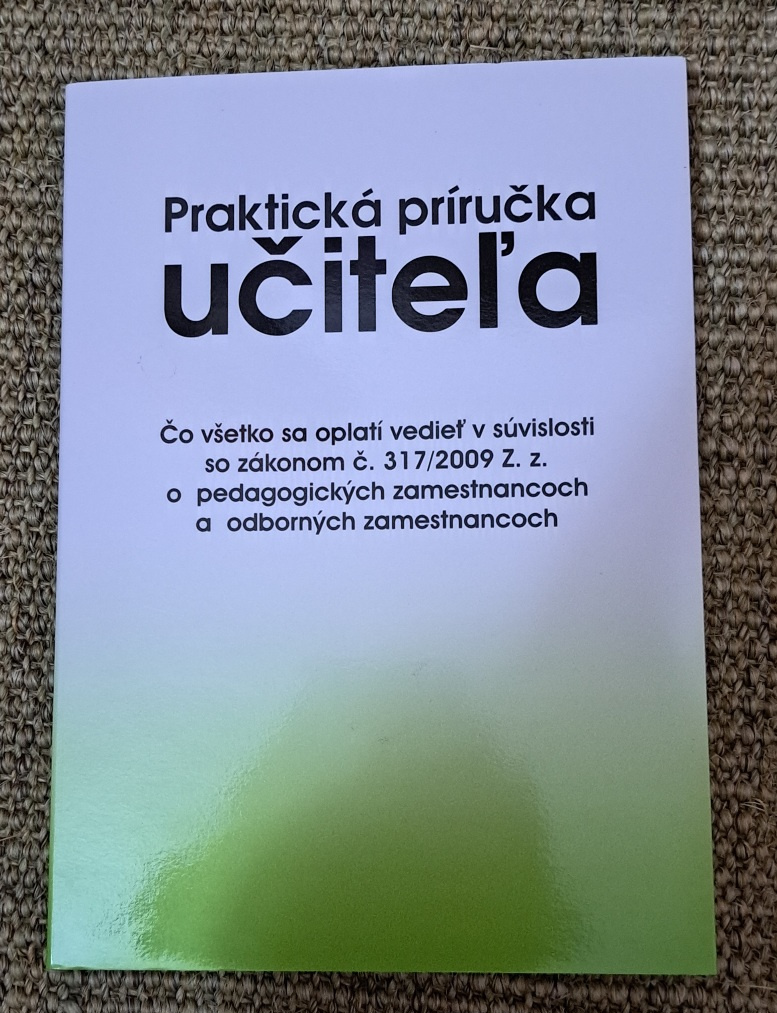 Praktická príručka
učiteľa
Čo všetko sa oplatí vedieť v súvislosti
so zákonom č. 317/2009 Z. z.
o pedagogických zamestnancoch
a odborných zamestnancoch